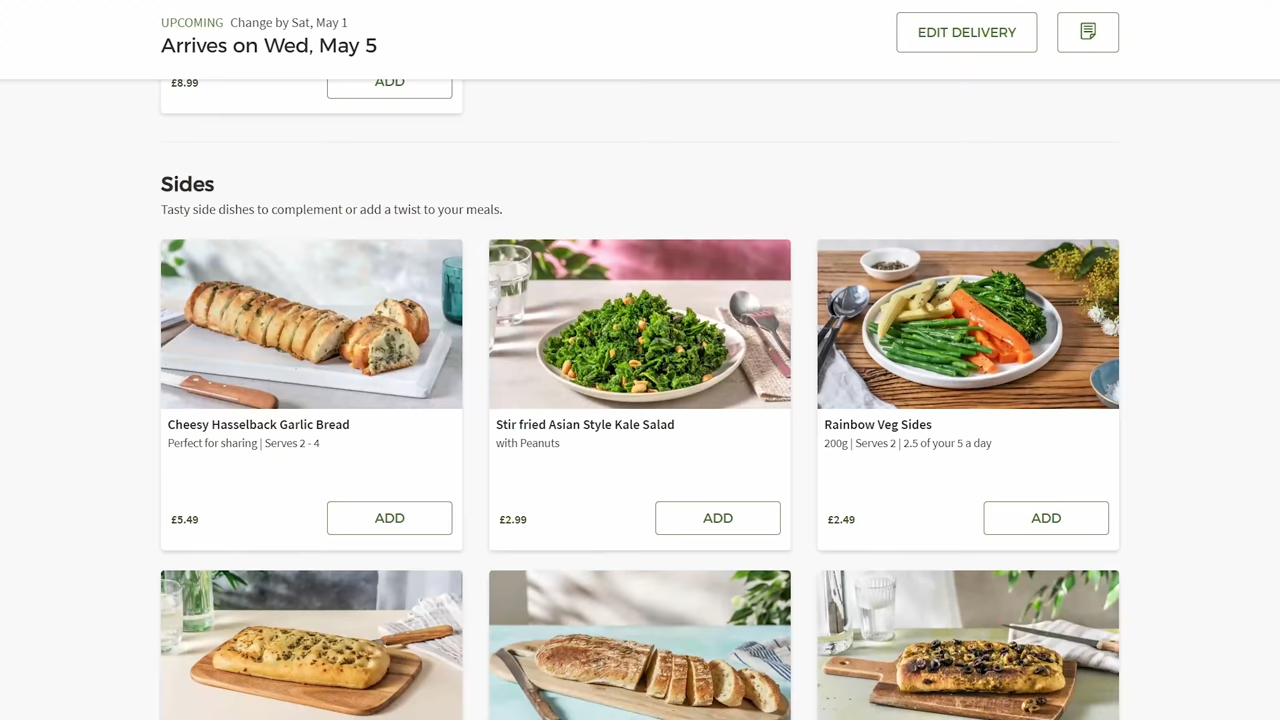 UPCOMING Change by Sat, May 1
Arrives on Wed, May 5
EDIT DELIVERY
£8.99
ADD
Sides
Tasty side dishes to complement or add a twist to your meals.
Cheesy Hasselback Garlic Bread
Perfect for sharing | Serves 2 - 4
£5.49
ADD
Stir fried Asian Style Kale Salad
with Peanuts
£2.99
ADD
Rainbow Veg Sides
200g | Serves 2 | 2.5 of your 5 a day
£2.49
ADD